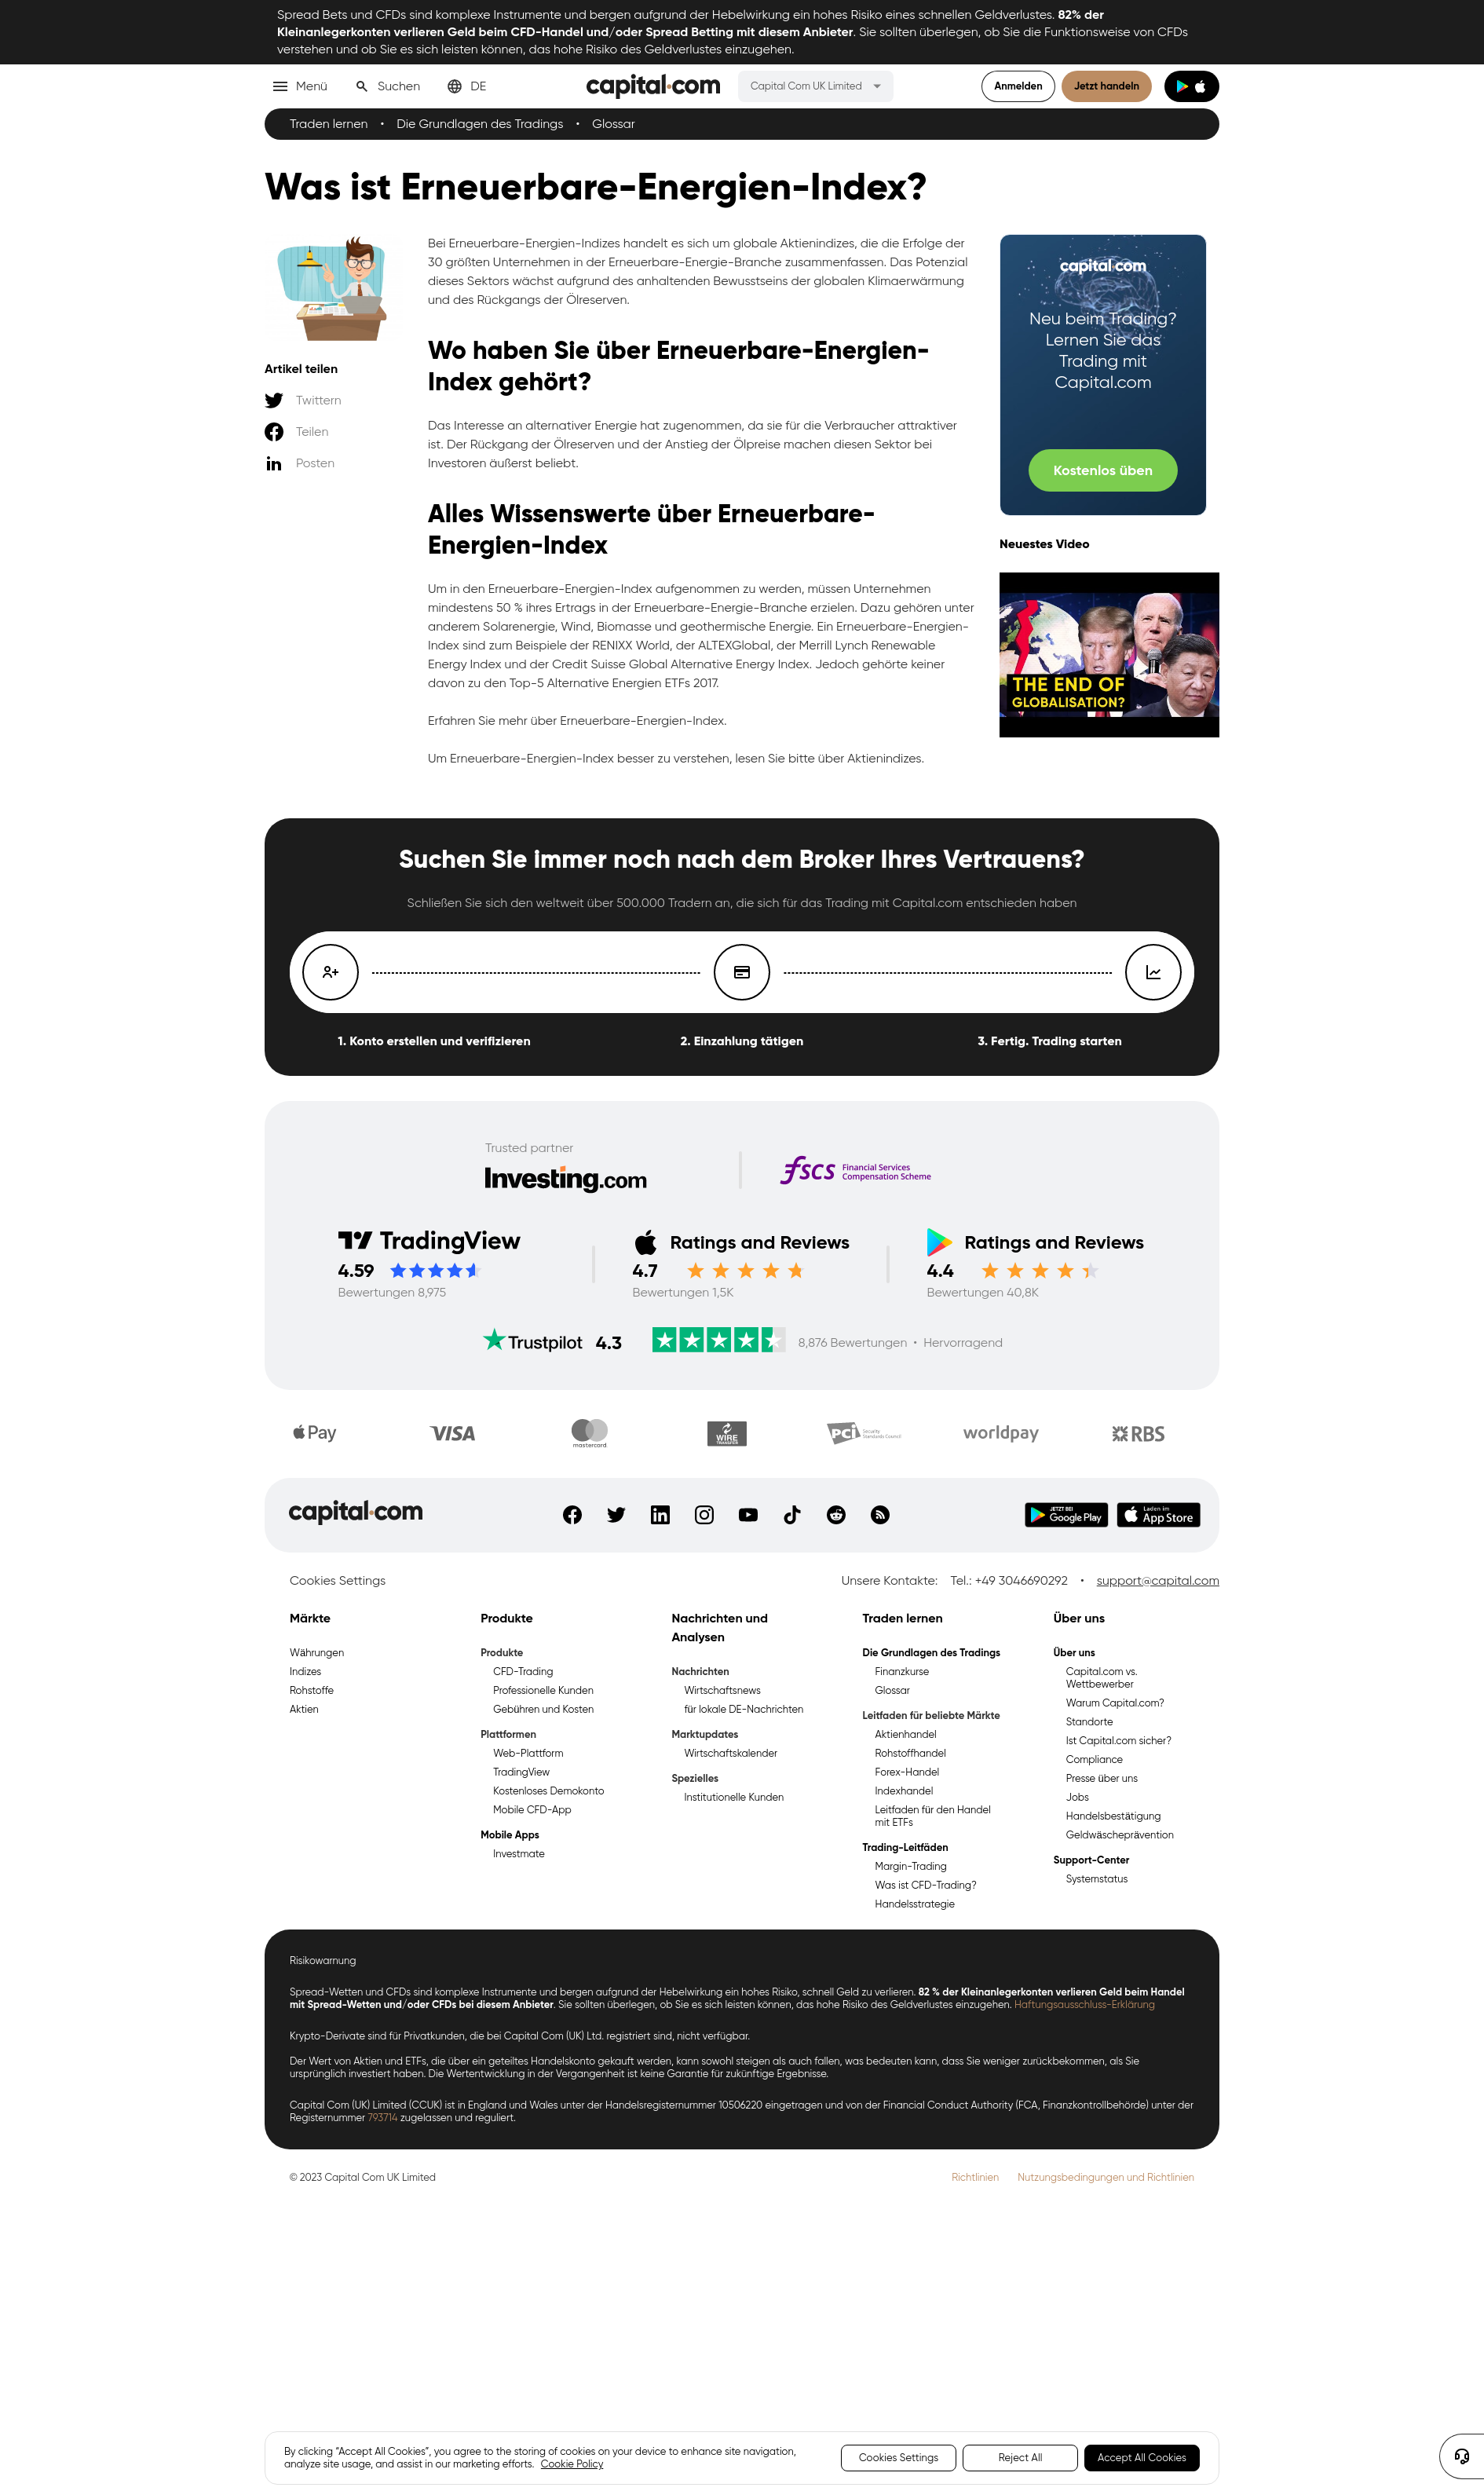 Spread Bets und CFDs sind komplexe Instrumente und bergen aufgrund der Hebelwirkung ein hohes Risiko eines schnellen Geldverlustes. 82% der
Kleinanlegerkonten verlieren Geld beim CFD-Handel und/oder Spread Betting mit diesem Anbieter. Sie sollten überlegen, ob Sie die Funktionsweise von CFDs
verstehen und ob Sie es sich leisten können, das hohe Risiko des Geldverlustes einzugehen.
Menü Suchen DE capital.com Capital Com UK Limited Anmelden Jetzt handeln
Traden lernen • Die Grundlagen des Tradings • Glossar
Was ist Erneuerbare-Energien-Index?
Artikel teilen
Twittern
Teilen
Posten
Bei Erneuerbare-Energien-Indizes handelt es sich um globale Aktienindizes, die die Erfolge der
30 größten Unternehmen in der Erneuerbare-Energie-Branche zusammenfassen. Das Potenzial
dieses Sektors wächst aufgrund des anhaltenden Bewusstseins der globalen Klimaerwärmung
und des Rückgangs der Ölreserven.
Wo haben Sie über Erneuerbare-Energien-
Index gehört?
Das Interesse an alternativer Energie hat zugenommen, da sie für die Verbraucher attraktiver
ist. Der Rückgang der Ölreserven und der Anstieg der Ölpreise machen diesen Sektor bei
Investoren äußerst beliebt.
Alles Wissenswerte über Erneuerbare-
Energien-Index
Um in den Erneuerbare-Energien-Index aufgenommen zu werden, müssen Unternehmen
mindestens 50 % ihres Ertrags in der Erneuerbare-Energie-Branche erzielen. Dazu gehören unter
anderem Solarenergie, Wind, Biomasse und geothermische Energie. Ein Erneuerbare-Energien-
Index sind zum Beispiele der RENIXX World, der ALTEXGlobal, der Merrill Lynch Renewable
Energy Index und der Credit Suisse Global Alternative Energy Index. Jedoch gehörte keiner
davon zu den Top-5 Alternative Energien ETFs 2017.
Erfahren Sie mehr über Erneuerbare-Energien-Index.
Um Erneuerbare-Energien-Index besser zu verstehen, lesen Sie bitte über Aktienindizes.
capital.com
Neu beim Trading?
Lernen Sie das
Trading mit
Capital.com
Kostenlos üben
Neuestes Video
THE END OF
GLOBALISATION?
Suchen Sie immer noch nach dem Broker Ihres Vertrauens?
Schließen Sie sich den weltweit über 500.000 Tradern an, die sich für das Trading mit Capital.com entschieden haben
1. Konto erstellen und verifizieren 2. Einzahlung tätigen 3. Fertig. Trading starten
Trusted partner
Investing.com
fscs Financial Services
Compensation Scheme
TradingView
4.59
Bewertungen 8,975
Ratings and Reviews
4.7
Bewertungen 1,5K
Ratings and Reviews
4.4
Bewertungen 40,8K
Trustpilot 4.3 8,876 Bewertungen • Hervorragend
Pay VISA mastercard. WIRE TRANSFER PCI Security Standards Council worldpay RBS
capital.com JETZT BEI Google Play Laden im App Store
Cookies Settings Unsere Kontakte: Tel.: +49 3046690292 • support@capital.com
Märkte
Währungen
Indizes
Rohstoffe
Aktien
Produkte
Produkte
CFD-Trading
Professionelle Kunden
Gebühren und Kosten
Plattformen
Web-Plattform
TradingView
Kostenloses Demokonto
Mobile CFD-App
Mobile Apps
Investmate
Nachrichten und
Analysen
Nachrichten
Wirtschaftsnews
für lokale DE-Nachrichten
Marktupdates
Wirtschaftskalender
Spezielles
Institutionelle Kunden
Traden lernen
Die Grundlagen des Tradings
Finanzkurse
Glossar
Leitfaden für beliebte Märkte
Aktienhandel
Rohstoffhandel
Forex-Handel
Indexhandel
Leitfaden für den Handel
mit ETFs
Trading-Leitfäden
Margin-Trading
Was ist CFD-Trading?
Handelsstrategie
Über uns
Über uns
Capital.com vs.
Wettbewerber
Warum Capital.com?
Standorte
Ist Capital.com sicher?
Compliance
Presse über uns
Jobs
Handelsbestätigung
Geldwäscheprävention
Support-Center
Systemstatus
Risikowarnung
Spread-Wetten und CFDs sind komplexe Instrumente und bergen aufgrund der Hebelwirkung ein hohes Risiko, schnell Geld zu verlieren. 82 % der Kleinanlegerkonten verlieren Geld beim Handel
mit Spread-Wetten und/oder CFDs bei diesem Anbieter. Sie sollten überlegen, ob Sie es sich leisten können, das hohe Risiko des Geldverlustes einzugehen. Haftungsausschluss-Erklärung
Krypto-Derivate sind für Privatkunden, die bei Capital Com (UK) Ltd. registriert sind, nicht verfügbar.
Der Wert von Aktien und ETFs, die über ein geteiltes Handelskonto gekauft werden, kann sowohl steigen als auch fallen, was bedeuten kann, dass Sie weniger zurückbekommen, als Sie
ursprünglich investiert haben. Die Wertentwicklung in der Vergangenheit ist keine Garantie für zukünftige Ergebnisse.
Capital Com (UK) Limited (CCUK) ist in England und Wales unter der Handelsregisternummer 10506220 eingetragen und von der Financial Conduct Authority (FCA, Finanzkontrollbehörde) unter der
Registernummer 793714 zugelassen und reguliert.
© 2023 Capital Com UK Limited Richtlinien Nutzungsbedingungen und Richtlinien
By clicking "Accept All Cookies", you agree to the storing of cookies on your device to enhance site navigation,
analyze site usage, and assist in our marketing efforts. Cookie Policy
Cookies Settings Reject All Accept All Cookies